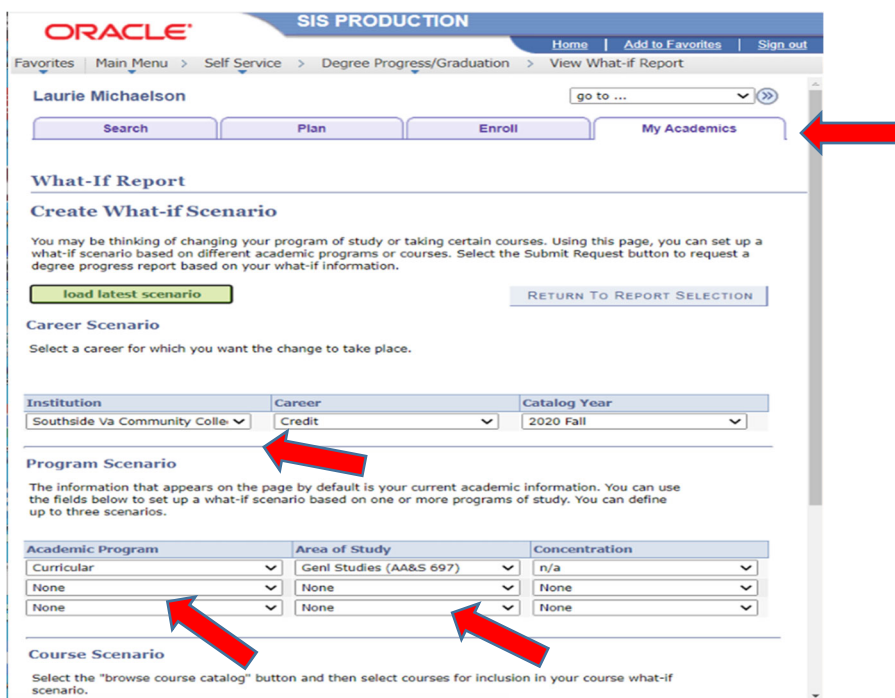 ORACLE
SIS PRODUCTION
Home | Add to Favorites | Sign out
Favorites | Main Menu > Self Service > Degree Progress/Graduation > View What-if Report
Laurie Michaelson
go to ...
Search Plan Enroll My Academics
What-If Report
Create What-if Scenario
You may be thinking of changing your program of study or taking certain courses. Using this page, you can set up a
what-if scenario based on different academic programs or courses. Select the Submit Request button to request a
degree progress report based on your what-if information.
load latest scenario RETURN TO REPORT SELECTION
Career Scenario
Select a career for which you want the change to take place.
Institution Career Catalog Year
Southside Va Community Colle Credit 2020 Fall
Program Scenario
The information that appears on the page by default is your current academic information. You can use
the fields below to set up a what-if scenario based on one or more programs of study. You can define
up to three scenarios.
Academic Program Area of Study Concentration
Curricular Genl Studies (AA&S 697) n/a
None None None
None None None
Course Scenario
Select the "browse course catalog" button and then select courses for inclusion in your course what-if
scenario.